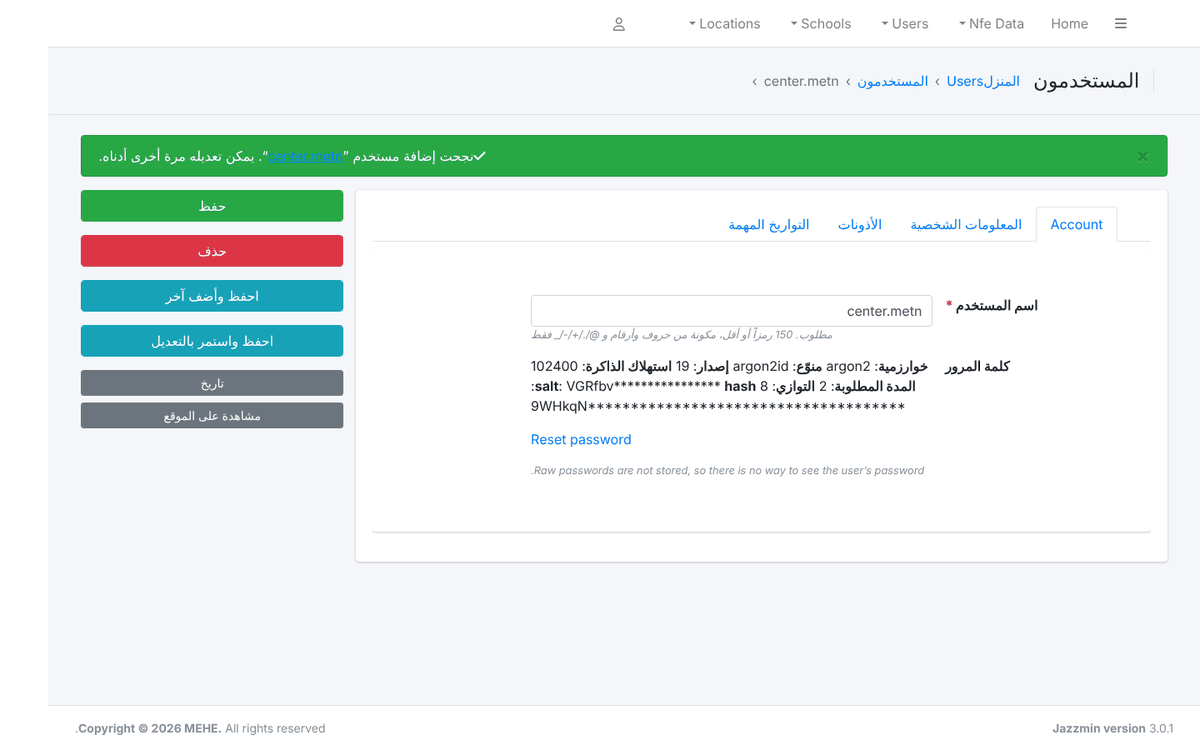 Home Nfe Data Users Schools Locations
المستخدمون المنزل Users › المستخدمون › center.metn ›
نجحت إضافة مستخدم ”center.metn“. يمكن تعديله مرة أخرى أدناه. ×
Account المعلومات الشخصية الأذونات التواريخ المهمة
اسم المستخدم *
center.metn
مطلوب. 150 رمزاً أو أقل، مكونة من حروف وأرقام و @/./+/-/_ فقط
كلمة المرور
خوارزمية: argon2 منوّع: argon2id إصدار: 19 استهلاك الذاكرة: 102400
المدة المطلوبة: 2 التوازي: 8 salt: VGRfbv**************** hash:
9WHkqN*************************************
Reset password
Raw passwords are not stored, so there is no way to see the user’s password.
حفظ
حذف
احفظ وأضف آخر
احفظ واستمر بالتعديل
تاريخ
مشاهدة على الموقع
Jazzmin version 3.0.1
Copyright © 2026 MEHE. All rights reserved.